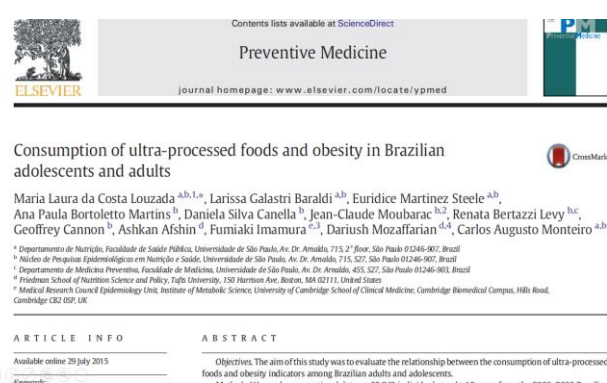 Contents lists available at ScienceDirect
Preventive Medicine
ELSEVIER
journal homepage: www.elsevier.com/locate/ypmed
Consumption of ultra-processed foods and obesity in Brazilian
adolescents and adults
CrossMark
Maria Laura da Costa Louzada a,b,1,*, Larissa Galastri Baraldi a,b, Euridice Martinez Steele a,b,
Ana Paula Bortoletto Martins b, Daniela Silva Canella b, Jean-Claude Moubarac b,2, Renata Bertazzi Levy b,c,
Geoffrey Cannon b, Ashkan Afshin d, Fumiaki Imamura e,3, Dariush Mozaffarian d,4, Carlos Augusto Monteiro a,b
a Departamento de Nutrição, Faculdade de Saúde Pública, Universidade de São Paulo, Av. Dr. Arnaldo, 715, 2° floor, São Paulo 01246-907, Brazil
b Núcleo de Pesquisas Epidemiológicas em Nutrição e Saúde, Universidade de São Paulo, Av. Dr. Arnaldo, 715, S27, São Paulo 01246-907, Brazil
c Departamento de Medicina Preventiva, Faculdade de Medicina, Universidade de São Paulo, Av. Dr. Arnaldo, 455, S27, São Paulo 01246-903, Brazil
d Friedman School of Nutrition Science and Policy, Tufts University, 150 Harrison Ave, Boston, MA 02111, United States
e Medical Research Council Epidemiology Unit, Institute of Metabolic Science, University of Cambridge School of Clinical Medicine, Cambridge Biomedical Campus, Hills Road,
Cambridge CB2 0SP, UK
ARTICLE INFO
ABSTRACT
Available online 29 July 2015
Objectives. The aim of this study was to evaluate the relationship between the consumption of ultra-processed
foods and obesity indicators among Brazilian adults and adolescents.